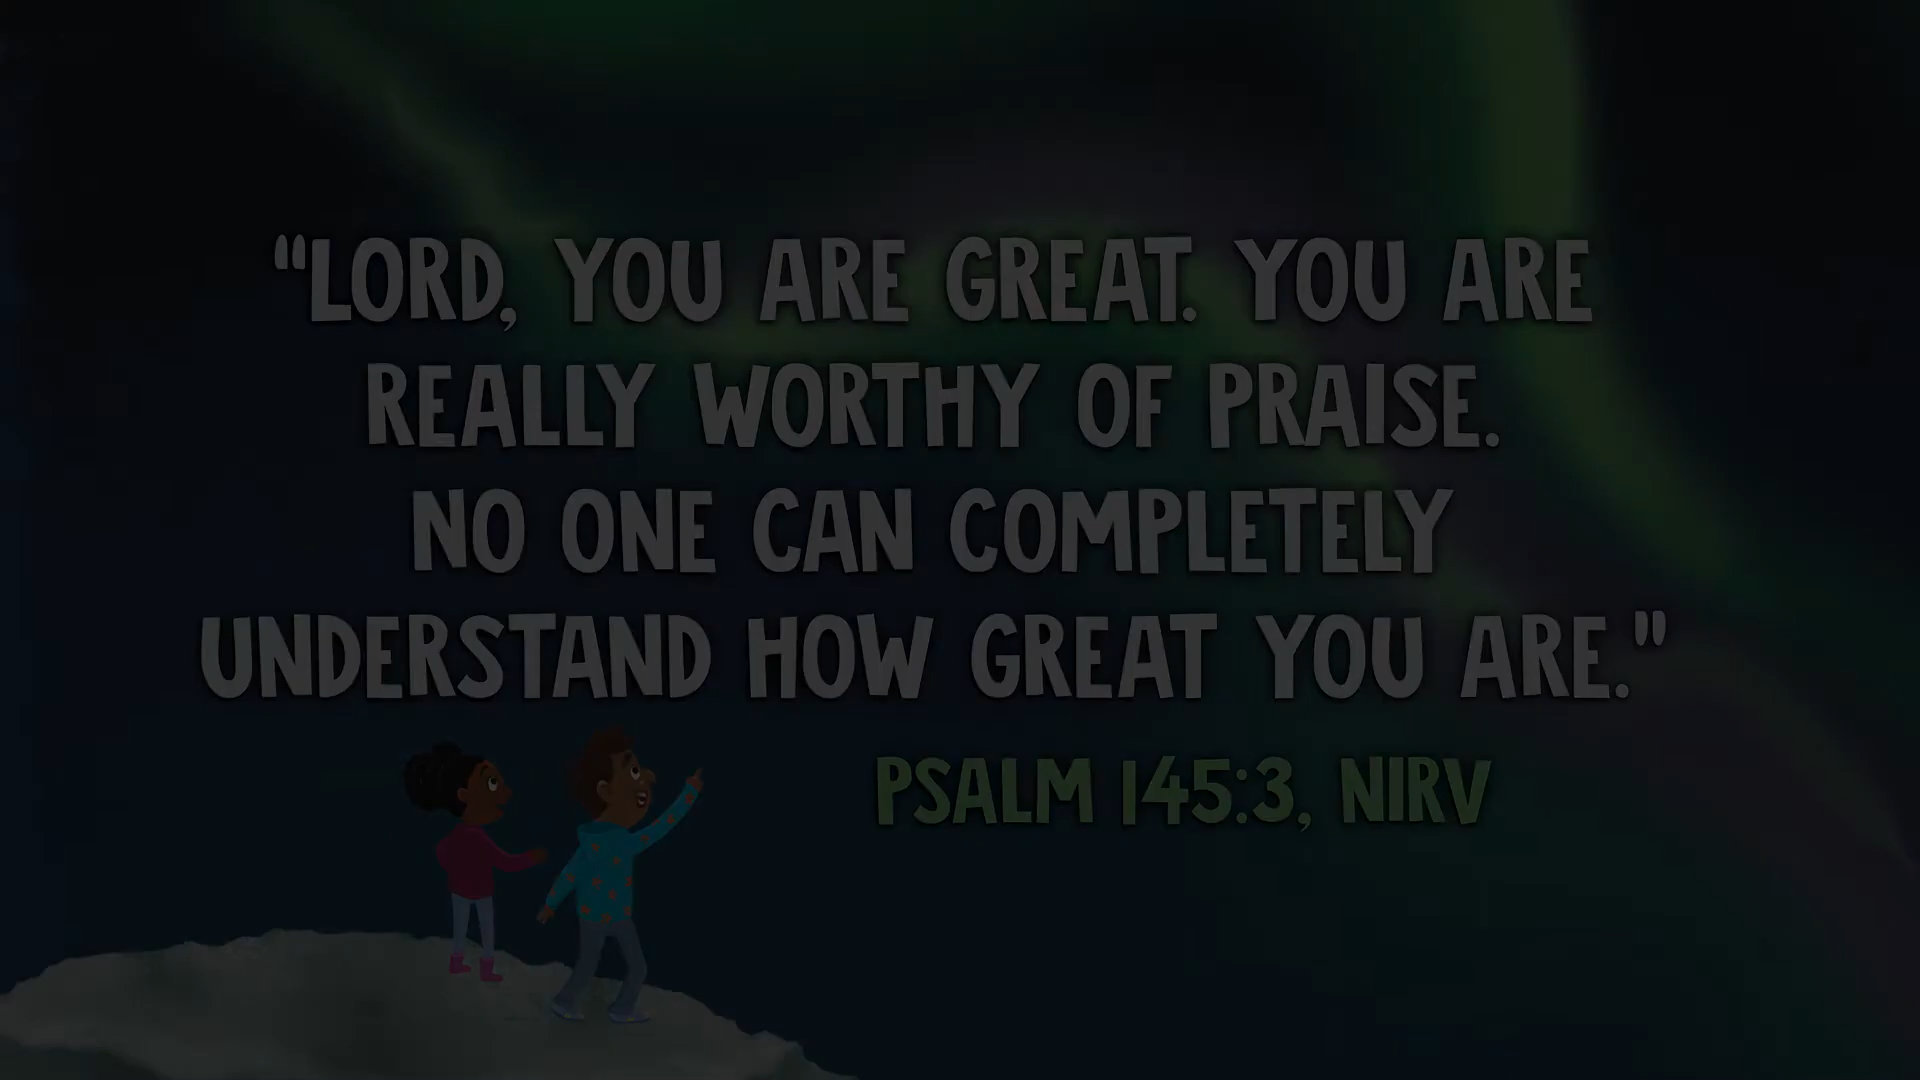 "LORD, YOU ARE GREAT. YOU ARE
REALLY WORTHY OF PRAISE.
NO ONE CAN COMPLETELY
UNDERSTAND HOW GREAT YOU ARE."
PSALM 145:3, NIRV